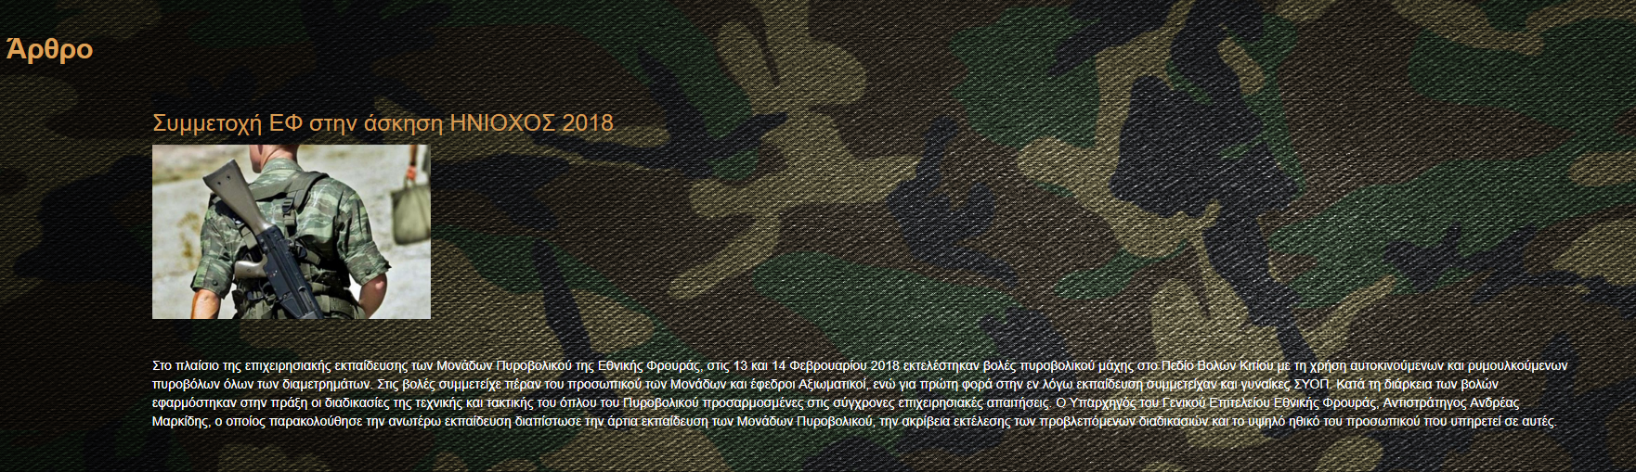 Άρθρο
Συμμετοχή ΕΦ στην άσκηση ΗΝΙΟΧΟΣ 2018
Στο πλαίσιο της επιχειρησιακής εκπαίδευσης των Μονάδων Πυροβολικού της Εθνικής Φρουράς, στις 13 και 14 Φεβρουαρίου 2018 εκτελέστηκαν βολές πυροβολικού μάχης στο Πεδίο Βολών Κιτίου με τη χρήση αυτοκινούμενων και ρυμουλκούμενων
πυροβόλων όλων των διαμετρημάτων. Στις βολές συμμετείχε πέραν του προσωπικού των Μονάδων και έφεδροι Αξιωματικοί, ενώ για πρώτη φορά στην εν λόγω εκπαίδευση συμμετείχαν και γυναίκες ΣΥΟΠ. Κατά τη διάρκεια των βολών
εφαρμόστηκαν στην πράξη οι διαδικασίες της τεχνικής και τακτικής του όπλου του Πυροβολικού προσαρμοσμένες στις σύγχρονες επιχειρησιακές απαιτήσεις. Ο Υπαρχηγός του Γενικού Επιτελείου Εθνικής Φρουράς, Αντιστράτηγος Ανδρέας
Μαρκίδης, ο οποίος παρακολούθησε την ανωτέρω εκπαίδευση διαπίστωσε την άρτια εκπαίδευση των Μονάδων Πυροβολικού, την ακρίβεια εκτέλεσης των προβλεπόμενων διαδικασιών και το υψηλό ηθικό του προσωπικού που υπηρετεί σε αυτές.